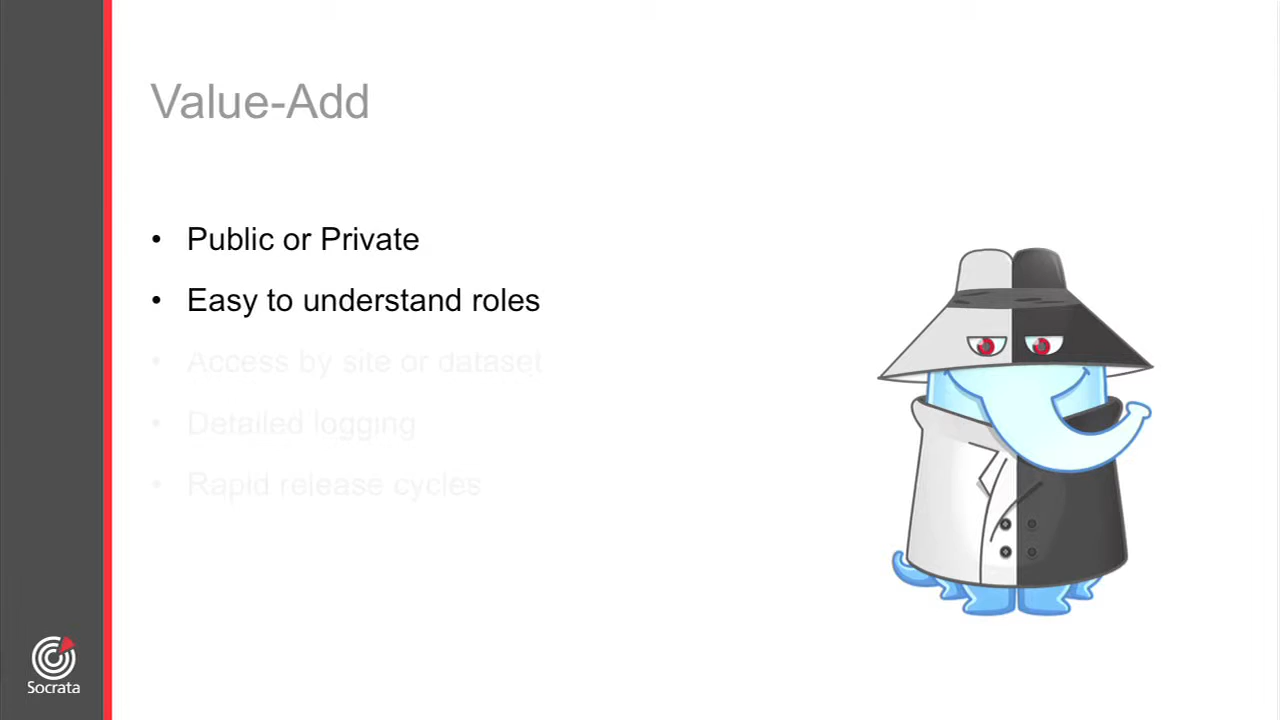 Value-Add
• Public or Private
• Easy to understand roles
• Access by site or dataset
• Detailed logging
• Rapid release cycles
Socrata